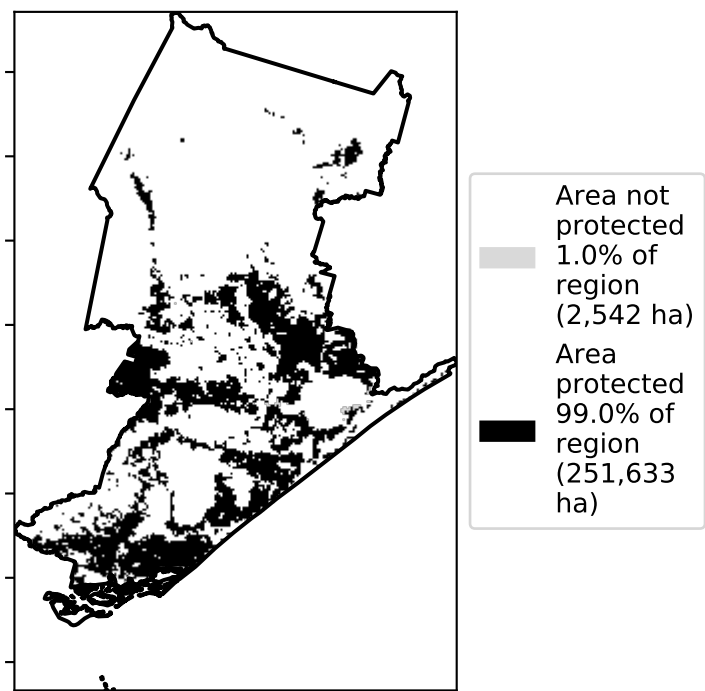 Area not
protected
1.0% of
region
(2,542 ha)
Area
protected
99.0% of
region
(251,633
ha)